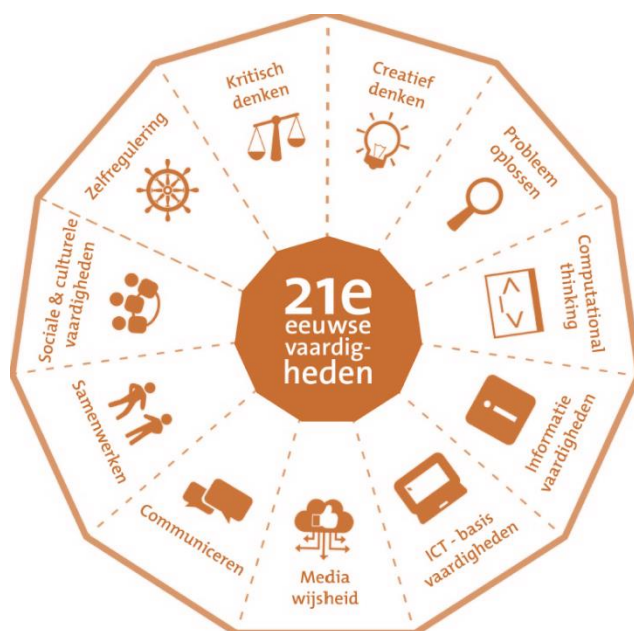 21e
eeuwse
vaardig-
heden
Kritisch
denken
Creatief
denken
Probleem
oplossen
Computational
thinking
Informatie
vaardigheden
ICT - basis
vaardigheden
Media
wijsheid
Communiceren
Samenwerken
Sociale & culturele
vaardigheden
Zelfregulering